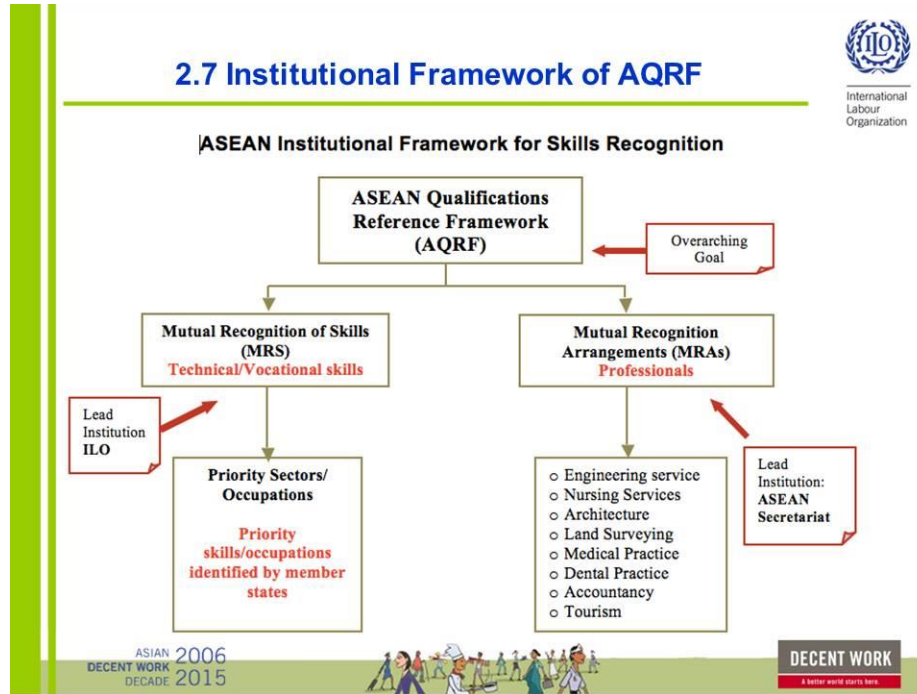 2.7 Institutional Framework of AQRF
ILO
International
Labour
Organization
ASEAN Institutional Framework for Skills Recognition
ASEAN Qualifications
Reference Framework
(AQRF)
Overarching
Goal
Mutual Recognition of Skills
(MRS)
Technical/Vocational skills
Mutual Recognition
Arrangements (MRAs)
Professionals
Lead
Institution
ILO
Priority Sectors/
Occupations
Priority
skills/occupations
identified by member
states
o Engineering service
o Nursing Services
o Architecture
o Land Surveying
o Medical Practice
o Dental Practice
o Accountancy
o Tourism
Lead
Institution:
ASEAN
Secretariat
ASIAN 2006
DECENT WORK
DECADE 2015
DECENT WORK
A better world starts here.